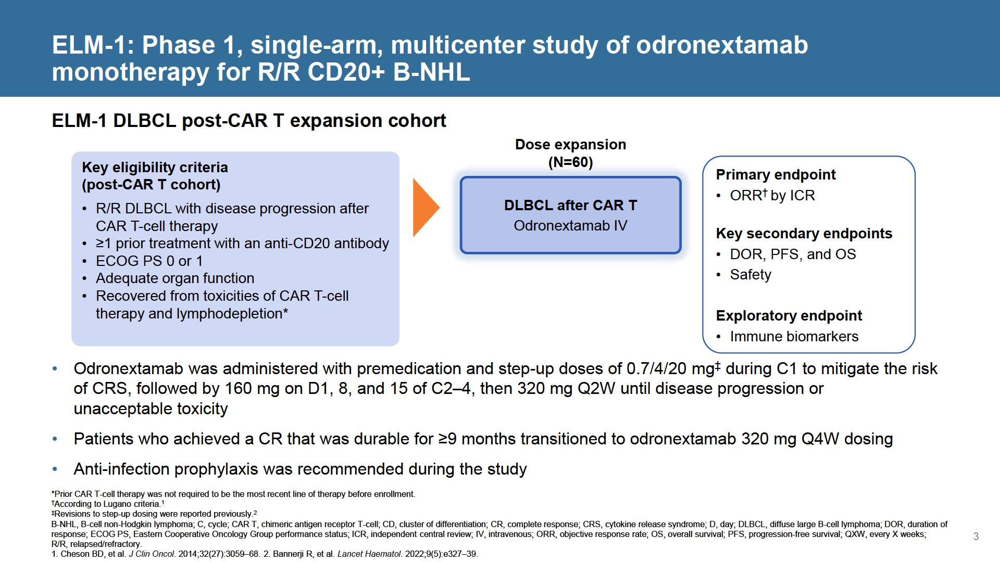 ELM-1: Phase 1, single-arm, multicenter study of odronextamab
monotherapy for R/R CD20+ B-NHL
ELM-1 DLBCL post-CAR T expansion cohort
Key eligibility criteria
(post-CAR T cohort)
• R/R DLBCL with disease progression after
CAR T-cell therapy
• ≥1 prior treatment with an anti-CD20 antibody
• ECOG PS 0 or 1
• Adequate organ function
• Recovered from toxicities of CAR T-cell
therapy and lymphodepletion*
Dose expansion
(N=60)
DLBCL after CAR T
Odronextamab IV
Primary endpoint
• ORR† by ICR
Key secondary endpoints
• DOR, PFS, and OS
• Safety
Exploratory endpoint
• Immune biomarkers
• Odronextamab was administered with premedication and step-up doses of 0.7/4/20 mg‡ during C1 to mitigate the risk
of CRS, followed by 160 mg on D1, 8, and 15 of C2–4, then 320 mg Q2W until disease progression or
unacceptable toxicity
• Patients who achieved a CR that was durable for ≥9 months transitioned to odronextamab 320 mg Q4W dosing
• Anti-infection prophylaxis was recommended during the study
*Prior CAR T-cell therapy was not required to be the most recent line of therapy before enrollment.
†According to Lugano criteria.1
‡Revisions to step-up dosing were reported previously.2
B-NHL, B-cell non-Hodgkin lymphoma; C, cycle; CAR T, chimeric antigen receptor T-cell; CD, cluster of differentiation; CR, complete response; CRS, cytokine release syndrome; D, day; DLBCL, diffuse large B-cell lymphoma; DOR, duration of
response; ECOG PS, Eastern Cooperative Oncology Group performance status; ICR, independent central review; IV, intravenous; ORR, objective response rate; OS, overall survival; PFS, progression-free survival; QXW, every X weeks;
R/R, relapsed/refractory.
1. Cheson BD, et al. J Clin Oncol. 2014;32(27):3059–68. 2. Bannerji R, et al. Lancet Haematol. 2022;9(5):e327–39.
3